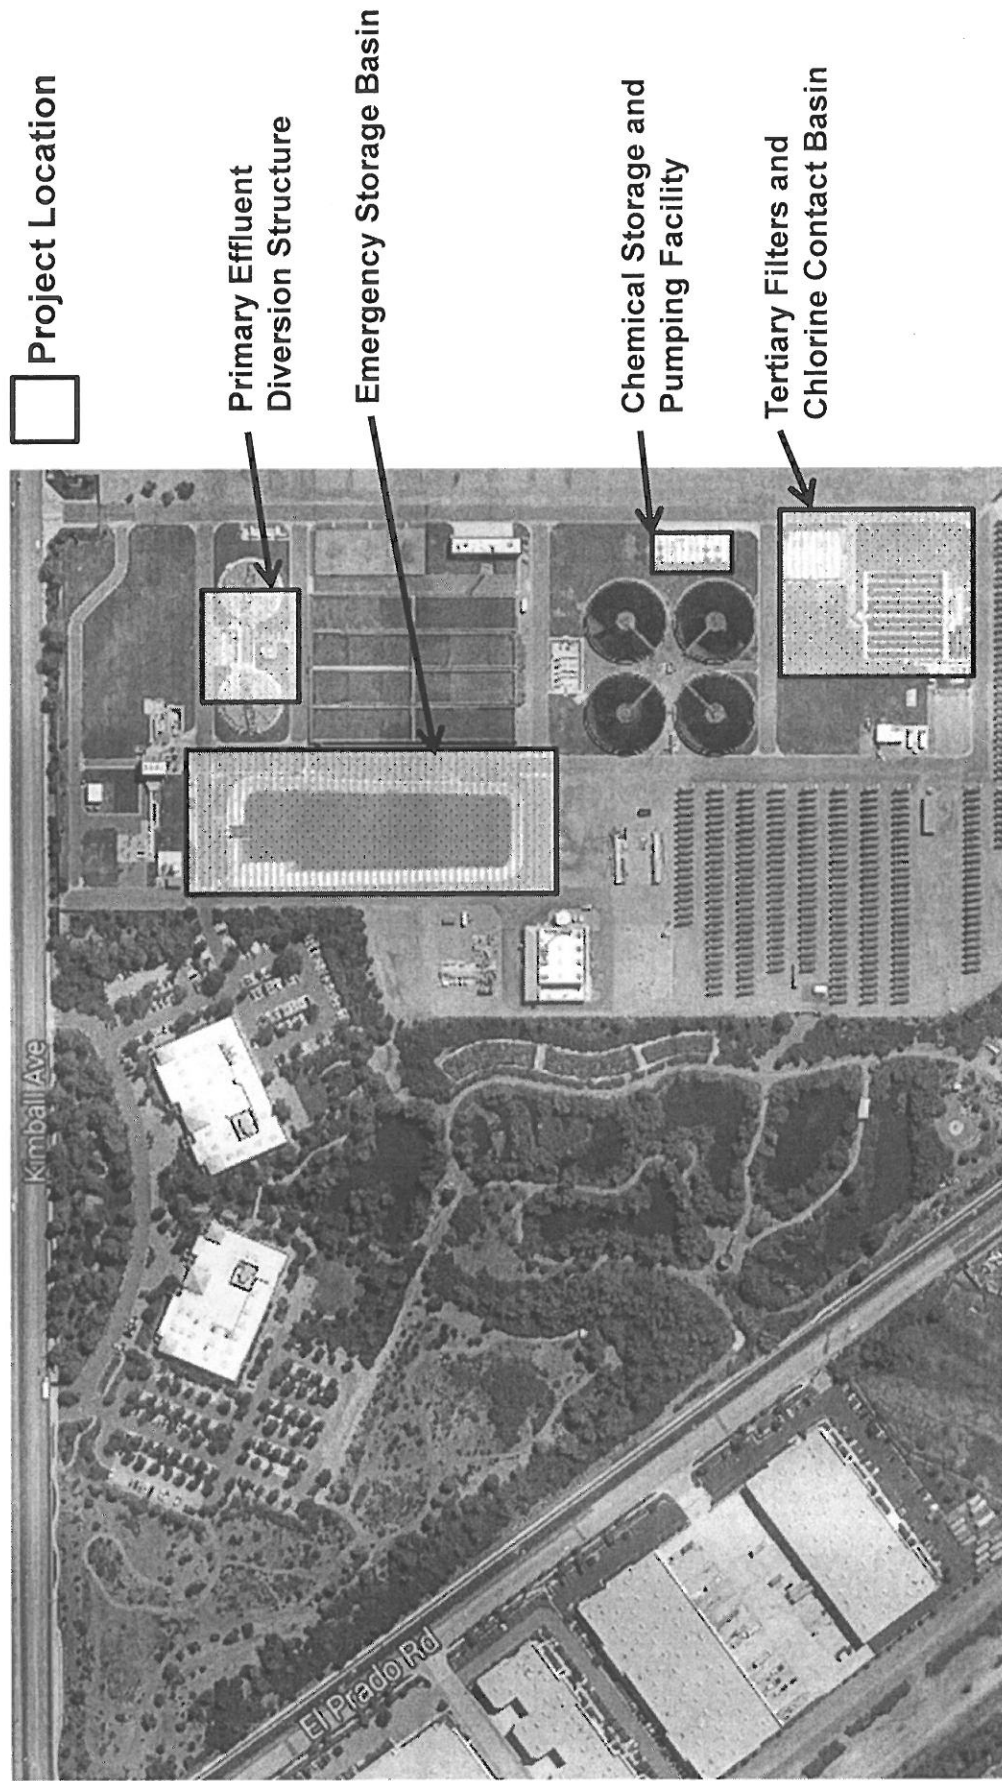 Project Location
Primary Effluent
Diversion Structure
Emergency Storage Basin
Chemical Storage and
Pumping Facility
Tertiary Filters and
Chlorine Contact Basin
Kimball Ave
El Prado Rd